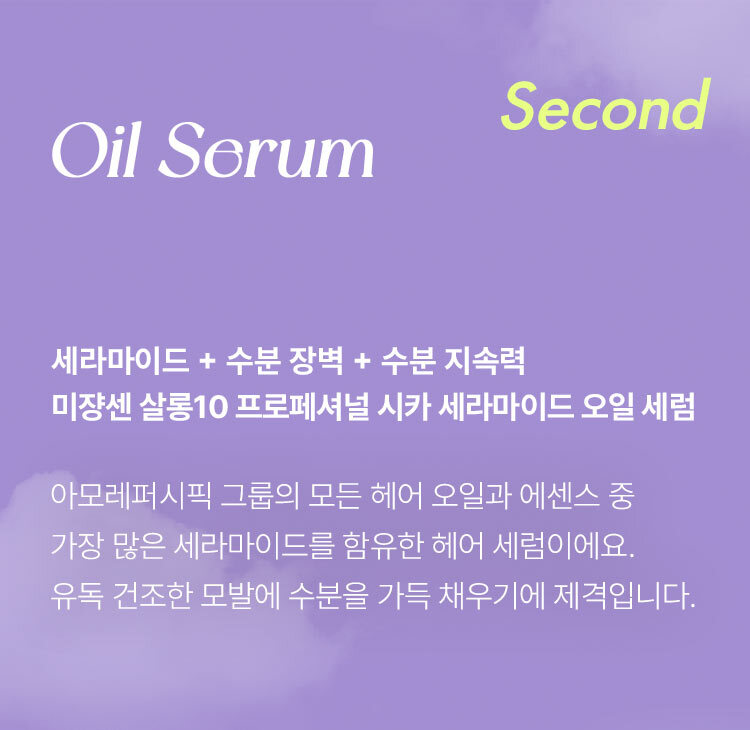 Second
Oil Serum
세라마이드 + 수분 장벽 + 수분 지속력
미쟝센 살롱10 프로페셔널 시카 세라마이드 오일 세럼
아모레퍼시픽 그룹의 모든 헤어 오일과 에센스 중
가장 많은 세라마이드를 함유한 헤어 세럼이에요.
유독 건조한 모발에 수분을 가득 채우기에 제격입니다.